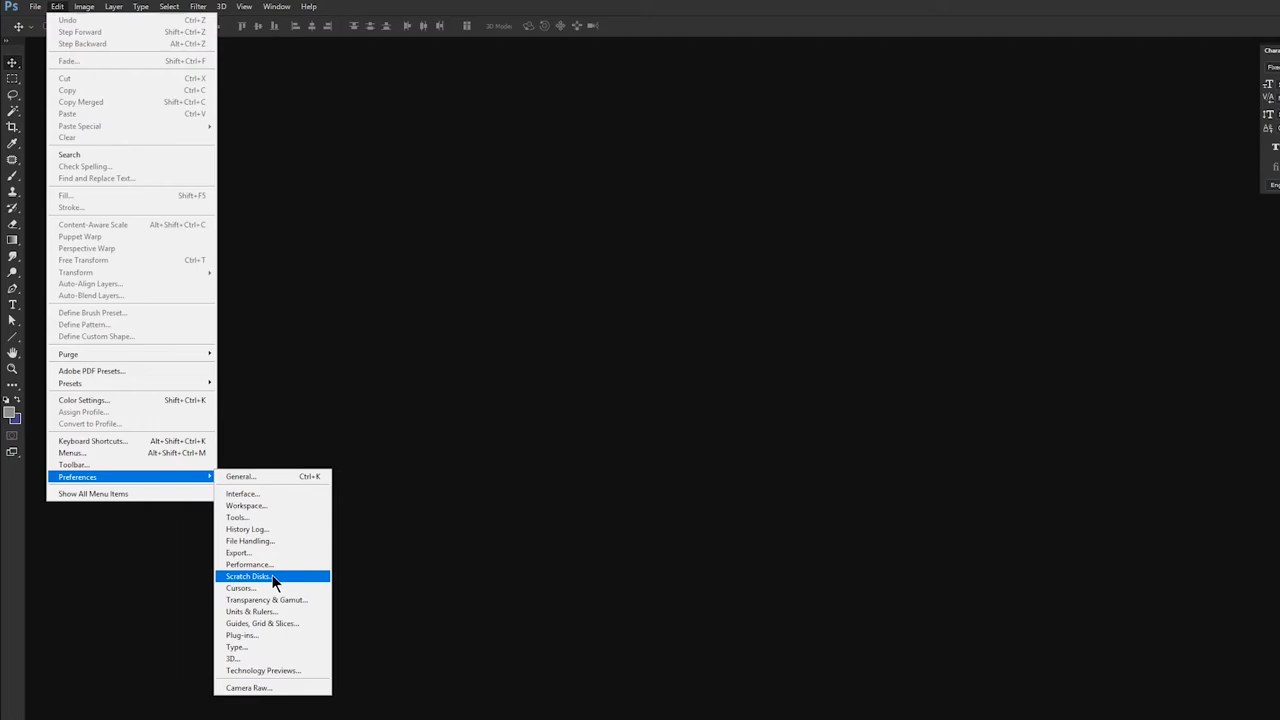 Ps File Edit Image Layer Type Select Filter 3D View Window Help
3D Mode:
Undo Ctrl+Z
Step Forward Shift+Ctrl+Z
Step Backward Alt+Ctrl+Z
Fade... Shift+Ctrl+F
Cut Ctrl+X
Copy Ctrl+C
Copy Merged Shift+Ctrl+C
Paste Ctrl+V
Paste Special
Clear
Search
Check Spelling...
Find and Replace Text...
Fill... Shift+F5
Stroke...
Content-Aware Scale Alt+Shift+Ctrl+C
Puppet Warp
Perspective Warp
Free Transform Ctrl+T
Transform
Auto-Align Layers...
Auto-Blend Layers...
Define Brush Preset...
Define Pattern...
Define Custom Shape...
Purge
Adobe PDF Presets...
Presets
Color Settings... Shift+Ctrl+K
Assign Profile...
Convert to Profile...
Keyboard Shortcuts... Alt+Shift+Ctrl+K
Menus... Alt+Shift+Ctrl+M
Toolbar...
Preferences
Show All Menu Items
General... Ctrl+K
Interface...
Workspace...
Tools...
History Log...
File Handling...
Export...
Performance...
Scratch Disks...
Cursors...
Transparency & Gamut...
Units & Rulers...
Guides, Grid & Slices...
Plug-ins...
Type...
3D...
Technology Previews...
Camera Raw...